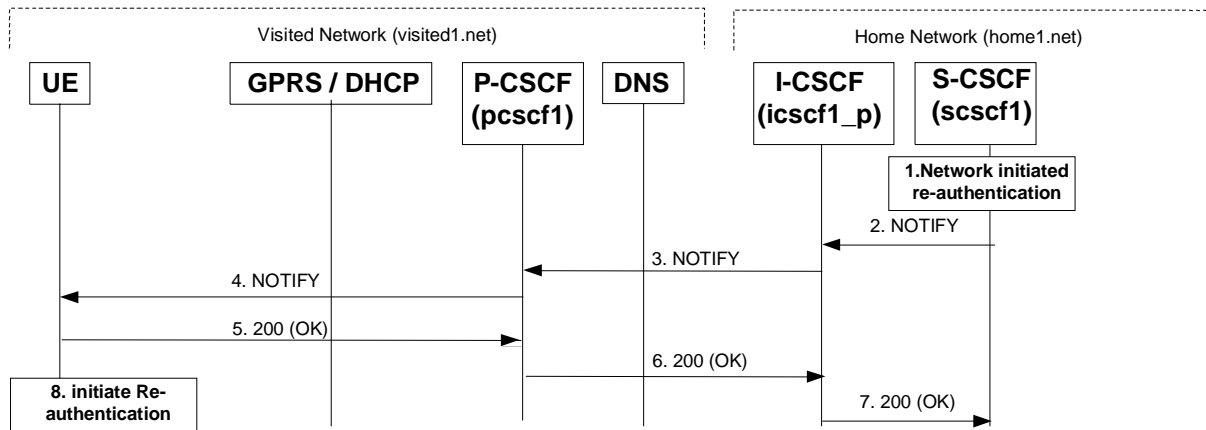 Visited Network (visited1.net)
Home Network (home1.net)
UE
GPRS / DHCP
P-CSCF
(pcscf1)
DNS
I-CSCF
(icscf1_p)
S-CSCF
(scscf1)
1.Network initiated
re-authentication
2. NOTIFY
3. NOTIFY
4. NOTIFY
5. 200 (OK)
6. 200 (OK)
7. 200 (OK)
8. initiate Re-
authentication